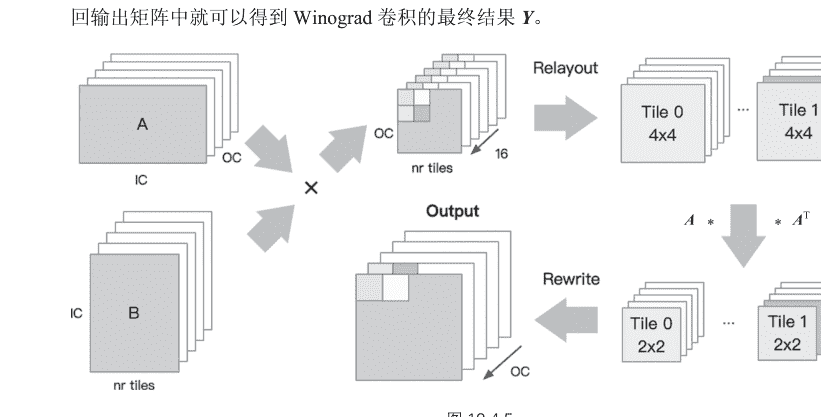 回输出矩阵中就可以得到 Winograd 卷积的最终结果 Y。
A
OC
IC
×
B
IC
nr tiles
OC
16
nr tiles
Relayout
Tile 0
4x4
...
Tile 1
4x4
A * * Aᵀ
Tile 0
2x2
...
Tile 1
2x2
Rewrite
Output
OC